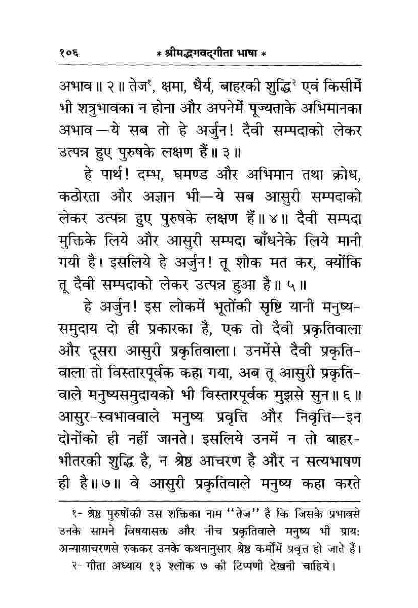 १०६ * श्रीमद्भगवद्गीता भाषा *
अभाव॥ २॥ तेज¹, क्षमा, धैर्य, बाहरकी शुद्धि² एवं किसीमें
भी शत्रुभावका न होना और अपनेमें पूज्यताके अभिमानका
अभाव—ये सब तो हे अर्जुन! दैवी सम्पदाको लेकर
उत्पन्न हुए पुरुषके लक्षण हैं॥ ३॥
हे पार्थ! दम्भ, घमण्ड और अभिमान तथा क्रोध,
कठोरता और अज्ञान भी—ये सब आसुरी सम्पदाको
लेकर उत्पन्न हुए पुरुषके लक्षण हैं॥ ४॥ दैवी सम्पदा
मुक्तिके लिये और आसुरी सम्पदा बाँधनेके लिये मानी
गयी है। इसलिये हे अर्जुन! तू शोक मत कर, क्योंकि
तू दैवी सम्पदाको लेकर उत्पन्न हुआ है॥ ५॥
हे अर्जुन! इस लोकमें भूतोंकी सृष्टि यानी मनुष्य-
समुदाय दो ही प्रकारका है, एक तो दैवी प्रकृतिवाला
और दूसरा आसुरी प्रकृतिवाला। उनमेंसे दैवी प्रकृति-
वाला तो विस्तारपूर्वक कहा गया, अब तू आसुरी प्रकृति-
वाले मनुष्यसमुदायको भी विस्तारपूर्वक मुझसे सुन॥ ६॥
आसुर-स्वभाववाले मनुष्य प्रवृत्ति और निवृत्ति—इन
दोनोंको ही नहीं जानते। इसलिये उनमें न तो बाहर-
भीतरकी शुद्धि है, न श्रेष्ठ आचरण है और न सत्यभाषण
ही है॥ ७॥ वे आसुरी प्रकृतिवाले मनुष्य कहा करते
१- श्रेष्ठ पुरुषोंकी उस शक्तिका नाम ''तेज'' है कि जिसके प्रभावसे
उनके सामने विषयासक्त और नीच प्रकृतिवाले मनुष्य भी प्राय:
अन्यायाचरणसे रुककर उनके कथनानुसार श्रेष्ठ कर्मोंमें प्रवृत्त हो जाते हैं।
२- गीता अध्याय १३ श्लोक ७ की टिप्पणी देखनी चाहिये।